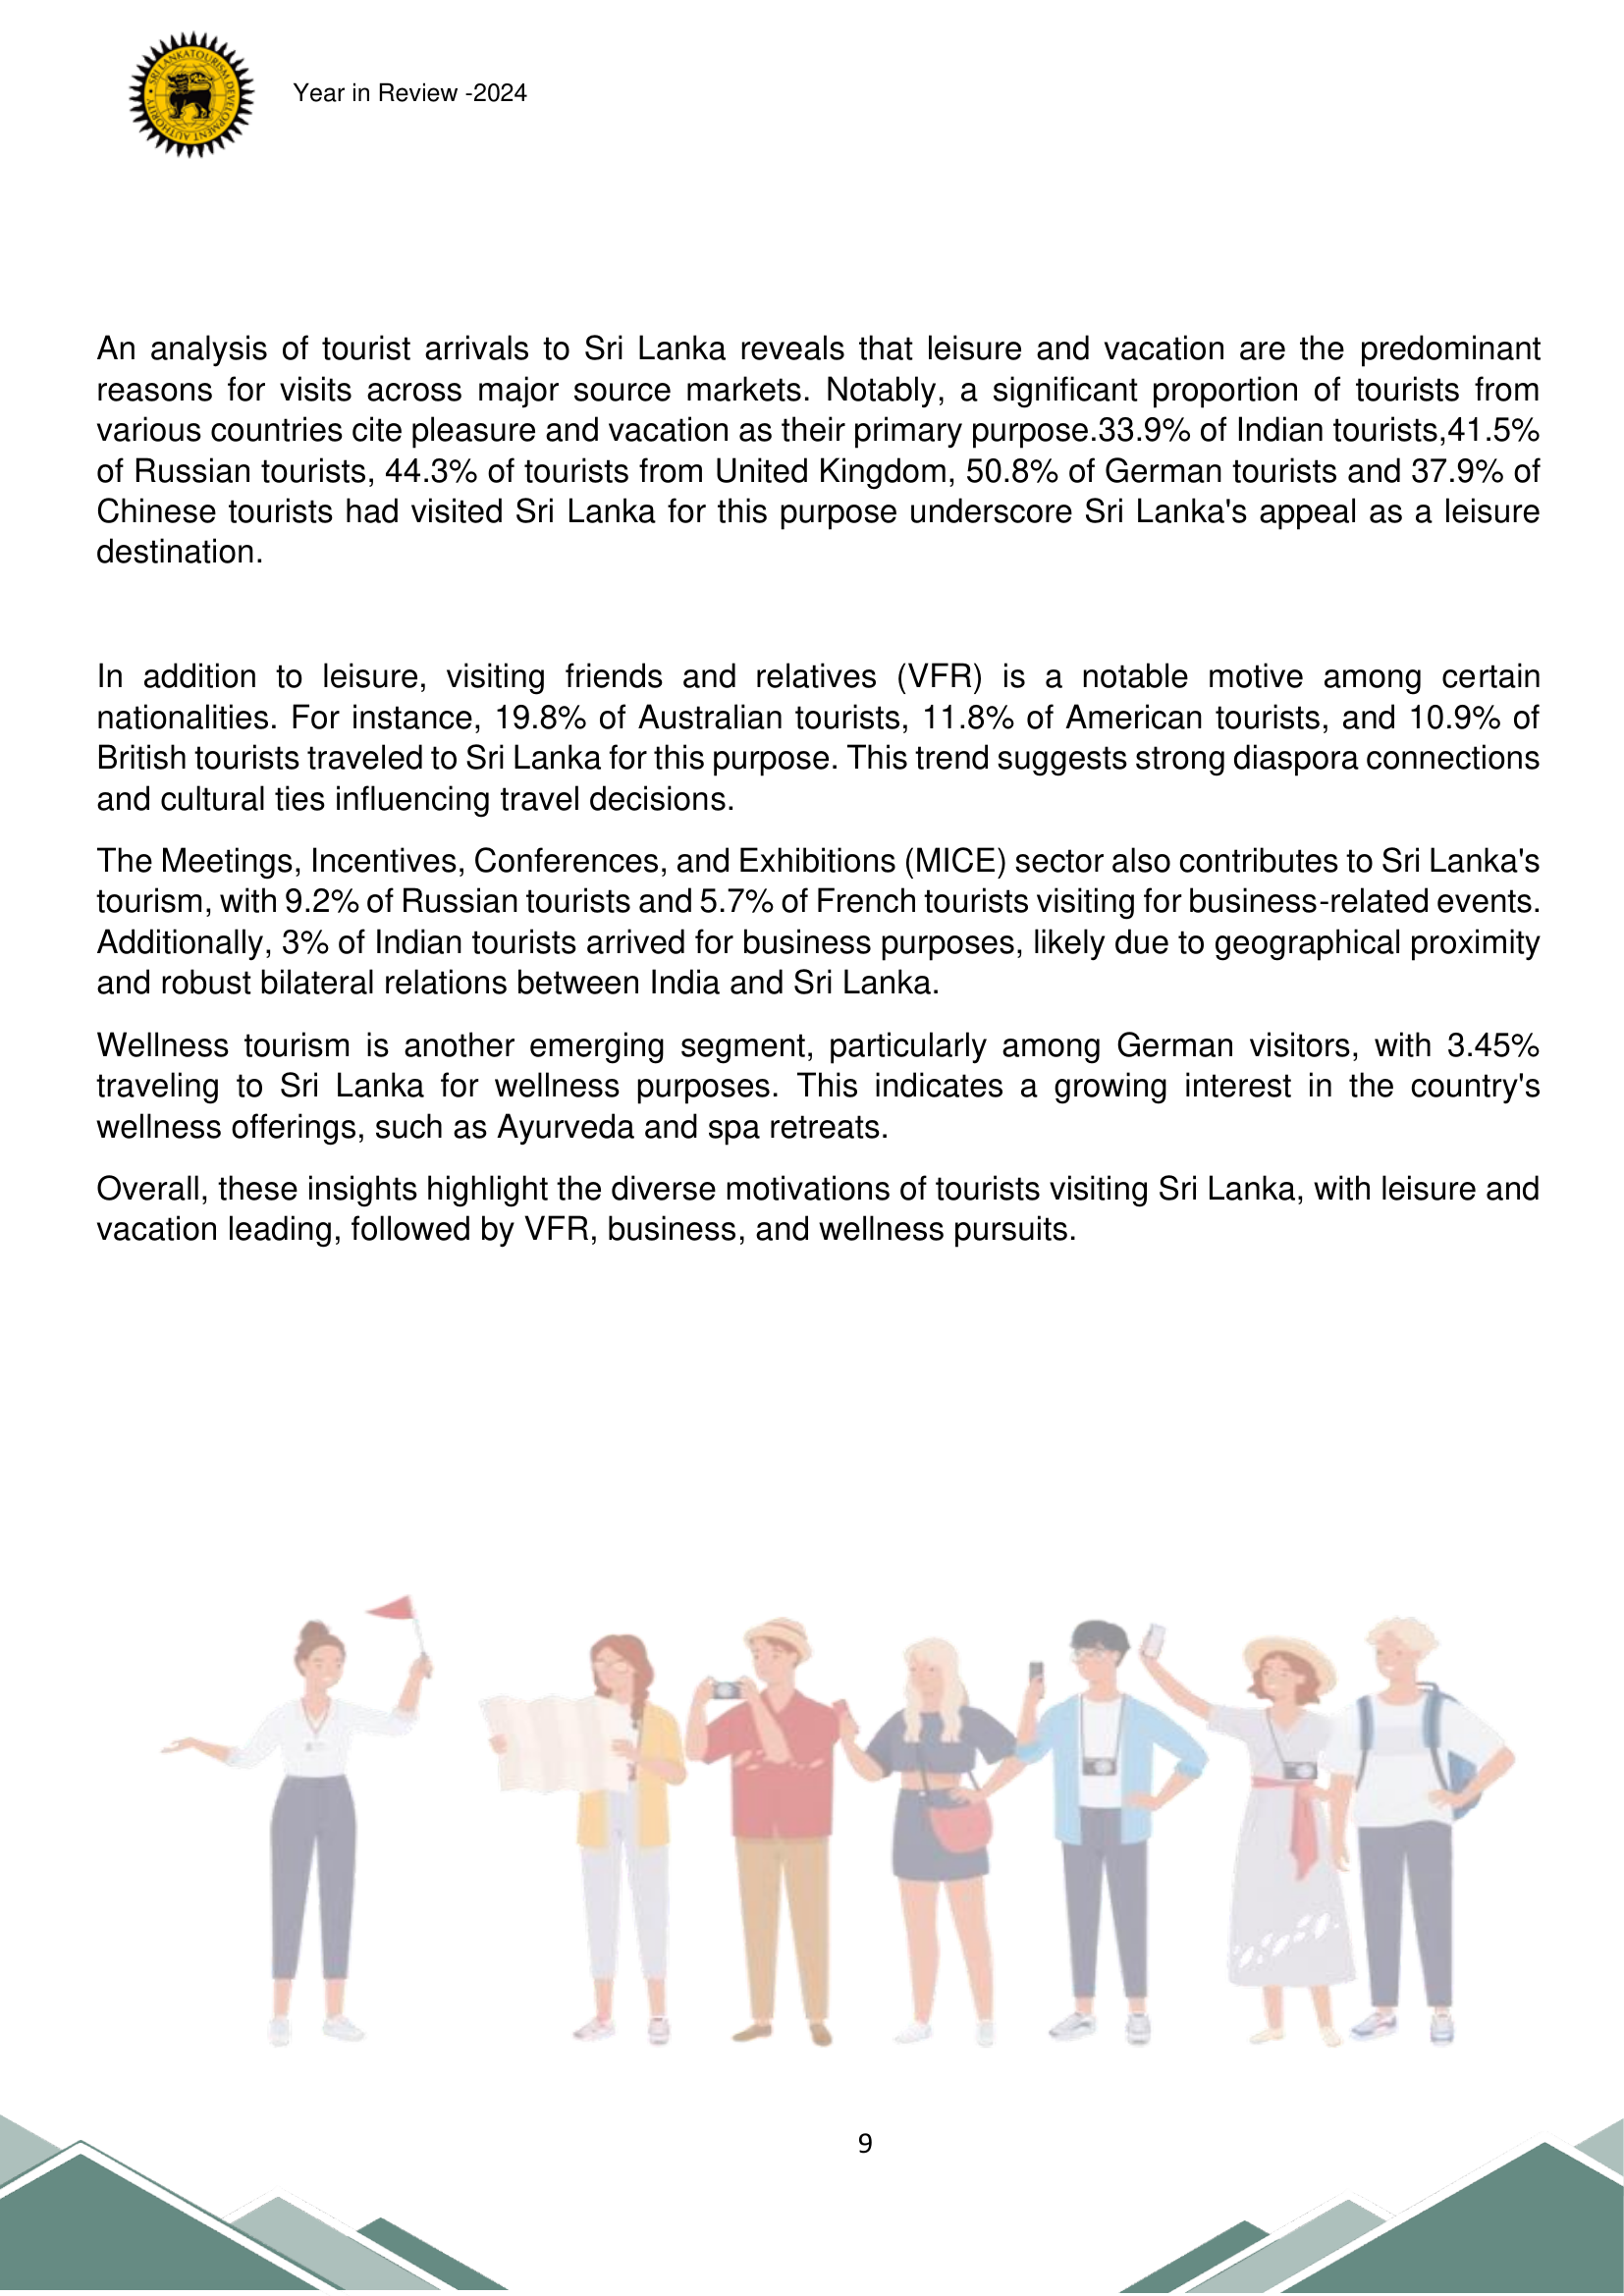 SRI LANKA TOURISM DEVELOPMENT AUTHORITY
Year in Review -2024
An analysis of tourist arrivals to Sri Lanka reveals that leisure and vacation are the predominant
reasons for visits across major source markets. Notably, a significant proportion of tourists from
various countries cite pleasure and vacation as their primary purpose.33.9% of Indian tourists,41.5%
of Russian tourists, 44.3% of tourists from United Kingdom, 50.8% of German tourists and 37.9% of
Chinese tourists had visited Sri Lanka for this purpose underscore Sri Lanka's appeal as a leisure
destination.
In addition to leisure, visiting friends and relatives (VFR) is a notable motive among certain
nationalities. For instance, 19.8% of Australian tourists, 11.8% of American tourists, and 10.9% of
British tourists traveled to Sri Lanka for this purpose. This trend suggests strong diaspora connections
and cultural ties influencing travel decisions.
The Meetings, Incentives, Conferences, and Exhibitions (MICE) sector also contributes to Sri Lanka's
tourism, with 9.2% of Russian tourists and 5.7% of French tourists visiting for business-related events.
Additionally, 3% of Indian tourists arrived for business purposes, likely due to geographical proximity
and robust bilateral relations between India and Sri Lanka.
Wellness tourism is another emerging segment, particularly among German visitors, with 3.45%
traveling to Sri Lanka for wellness purposes. This indicates a growing interest in the country's
wellness offerings, such as Ayurveda and spa retreats.
Overall, these insights highlight the diverse motivations of tourists visiting Sri Lanka, with leisure and
vacation leading, followed by VFR, business, and wellness pursuits.
9